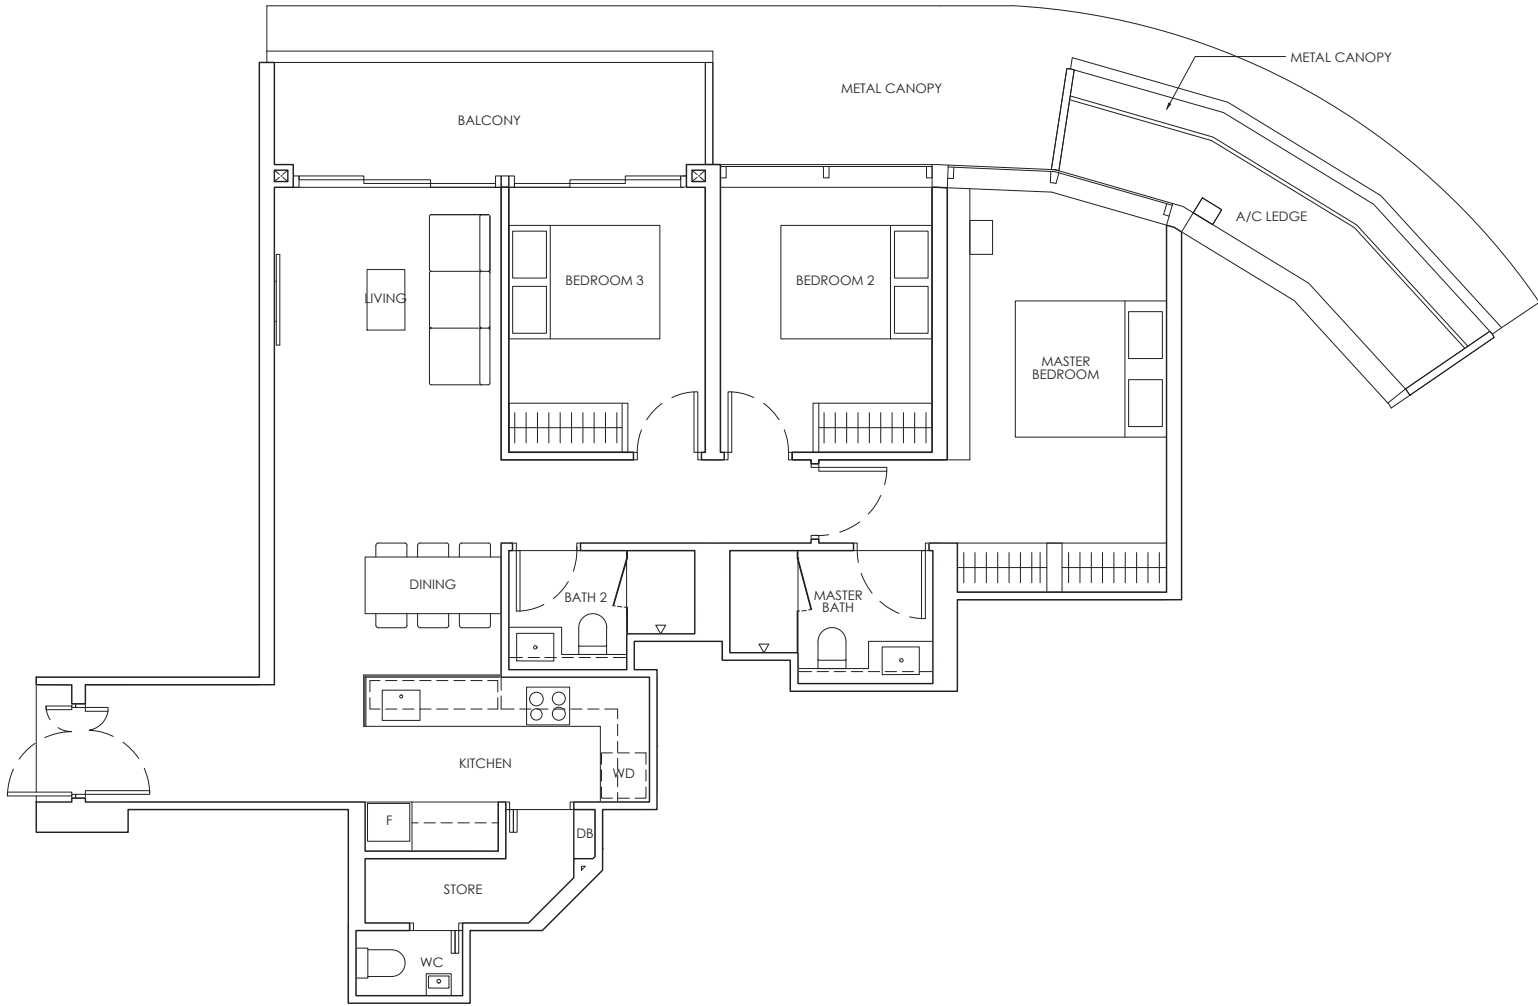 METAL CANOPY
METAL CANOPY
BALCONY
A/C LEDGE
LIVING
BEDROOM 3
BEDROOM 2
MASTER
BEDROOM
DINING
BATH 2
MASTER
BATH
KITCHEN
WD
F
DB
STORE
WC